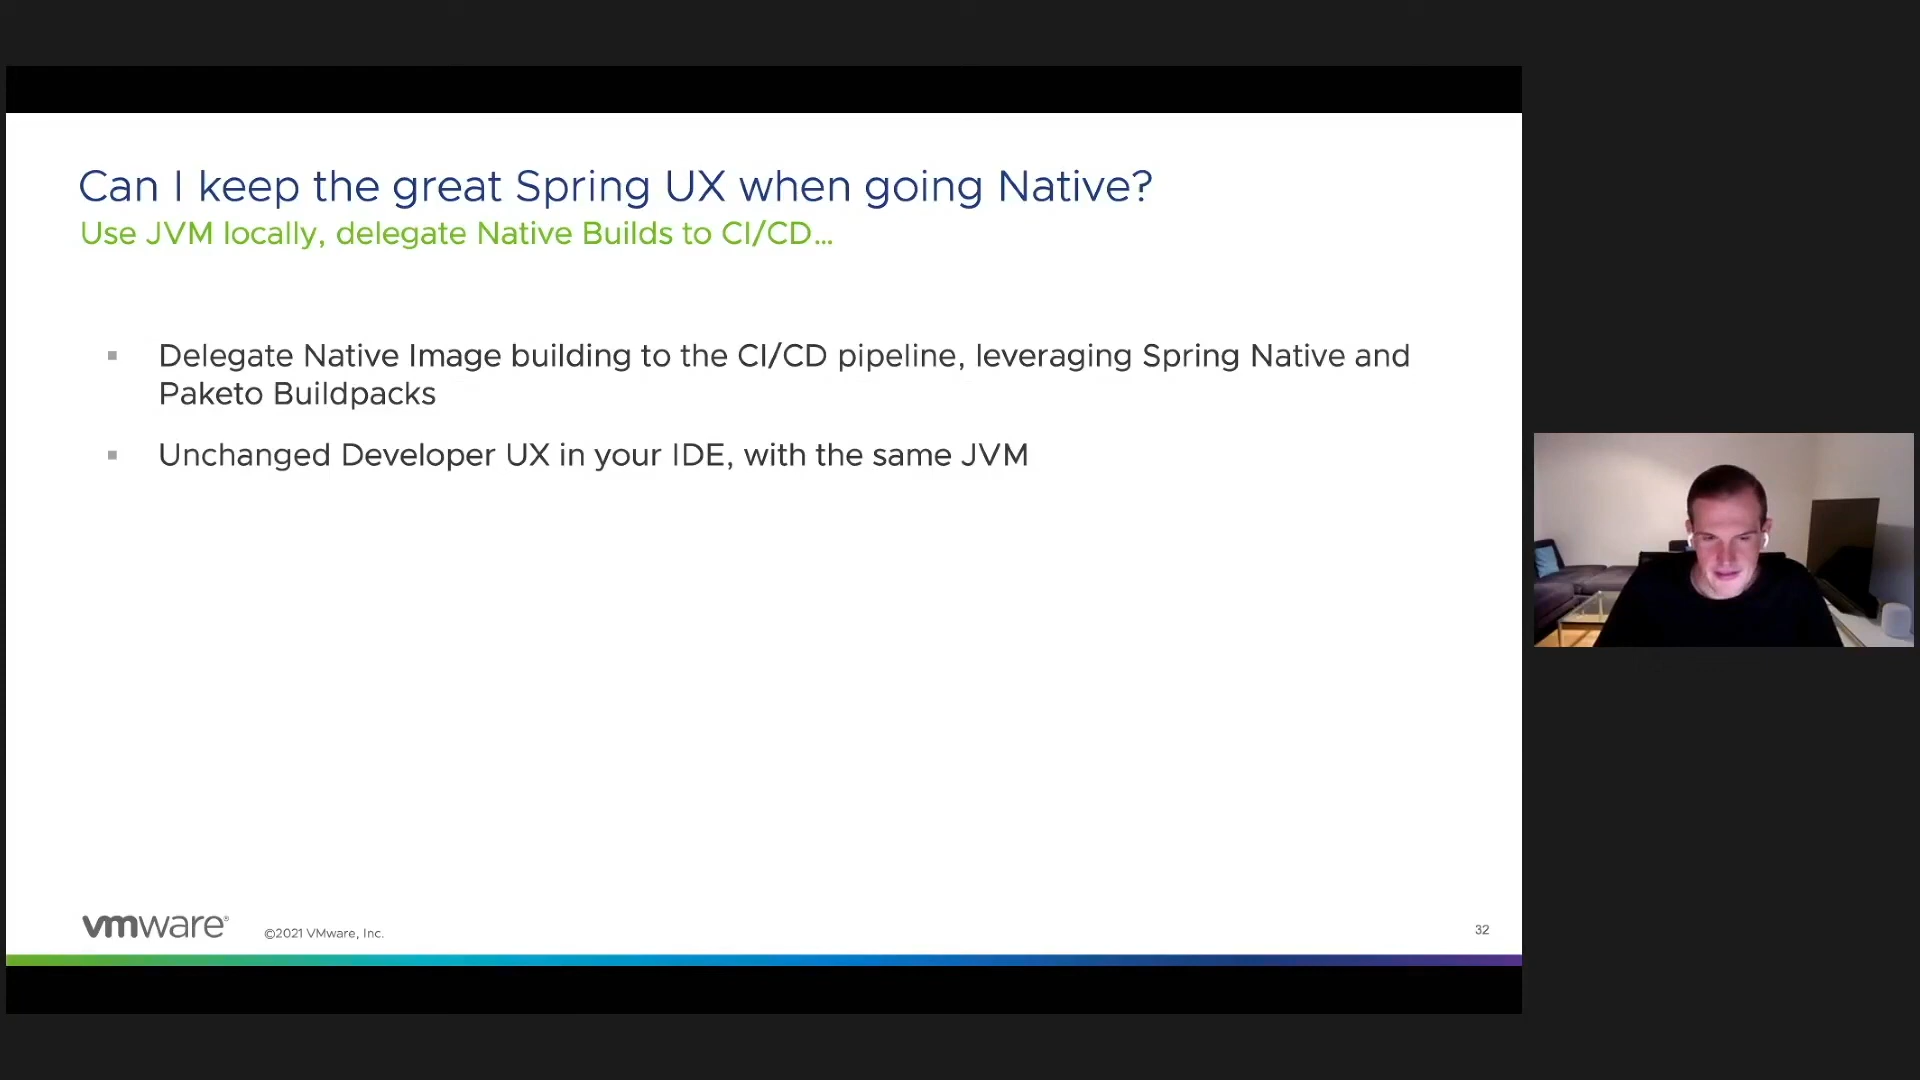 Can I keep the great Spring UX when going Native?
Use JVM locally, delegate Native Builds to CI/CD...
▪ Delegate Native Image building to the CI/CD pipeline, leveraging Spring Native and
Paketo Buildpacks
▪ Unchanged Developer UX in your IDE, with the same JVM
vmware®
©2021 VMware, Inc.
32